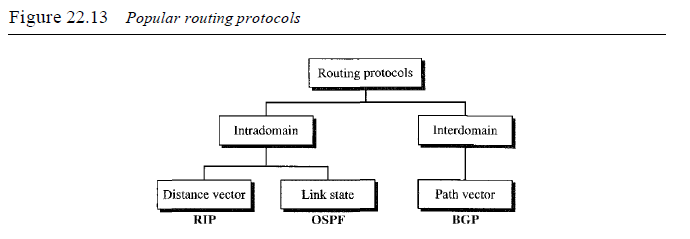 Figure 22.13 Popular routing protocols
Routing protocols
Intradomain Interdomain
Distance vector Link state Path vector
RIP OSPF BGP